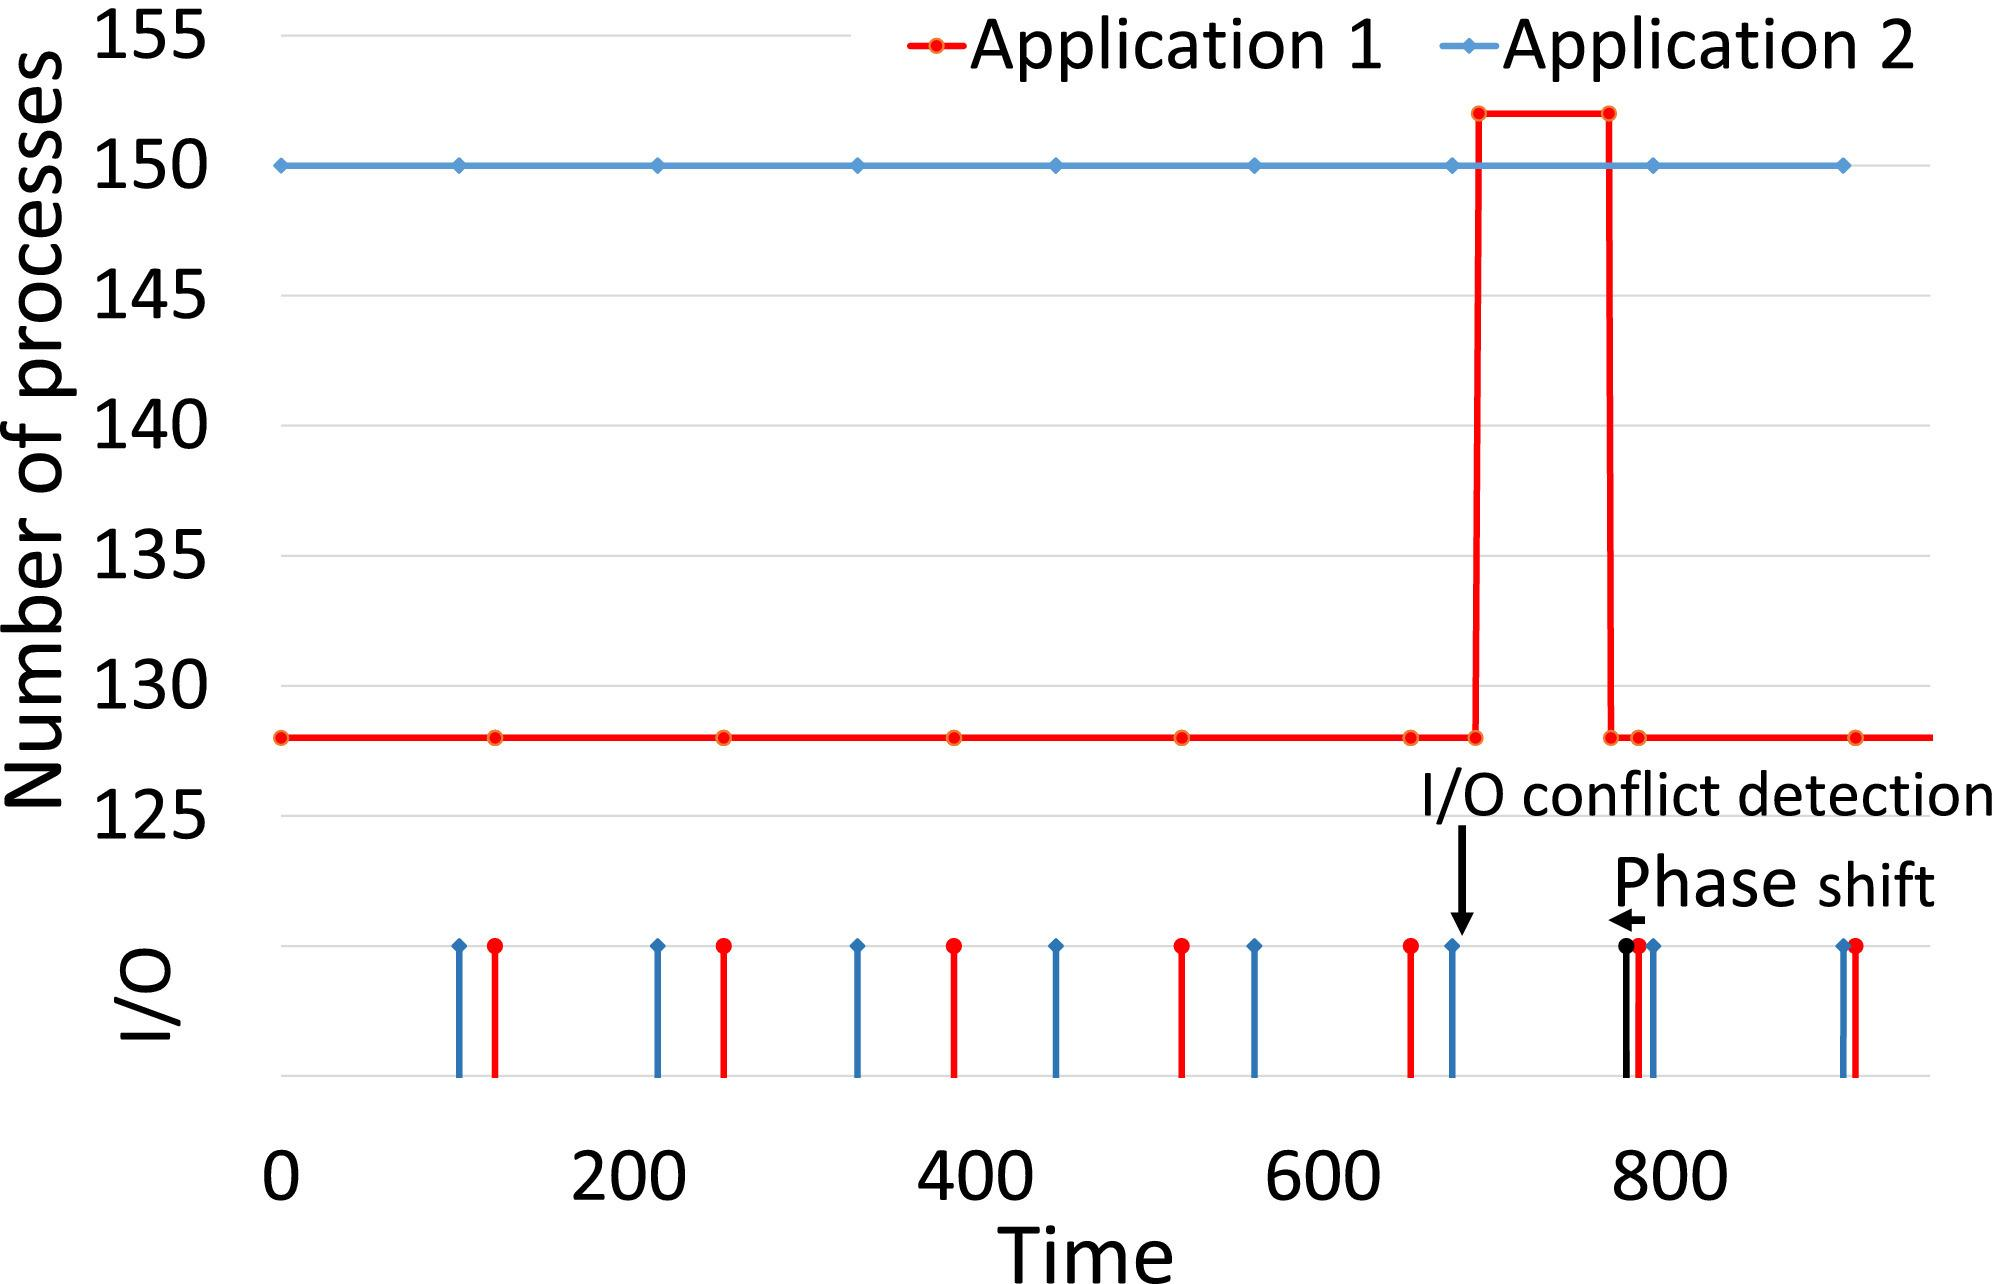 Application 1
Application 2
155
150
145
140
135
130
125
Number of processes
I/O conflict detection
Phase shift
I/O
0 200 400 600 800
Time